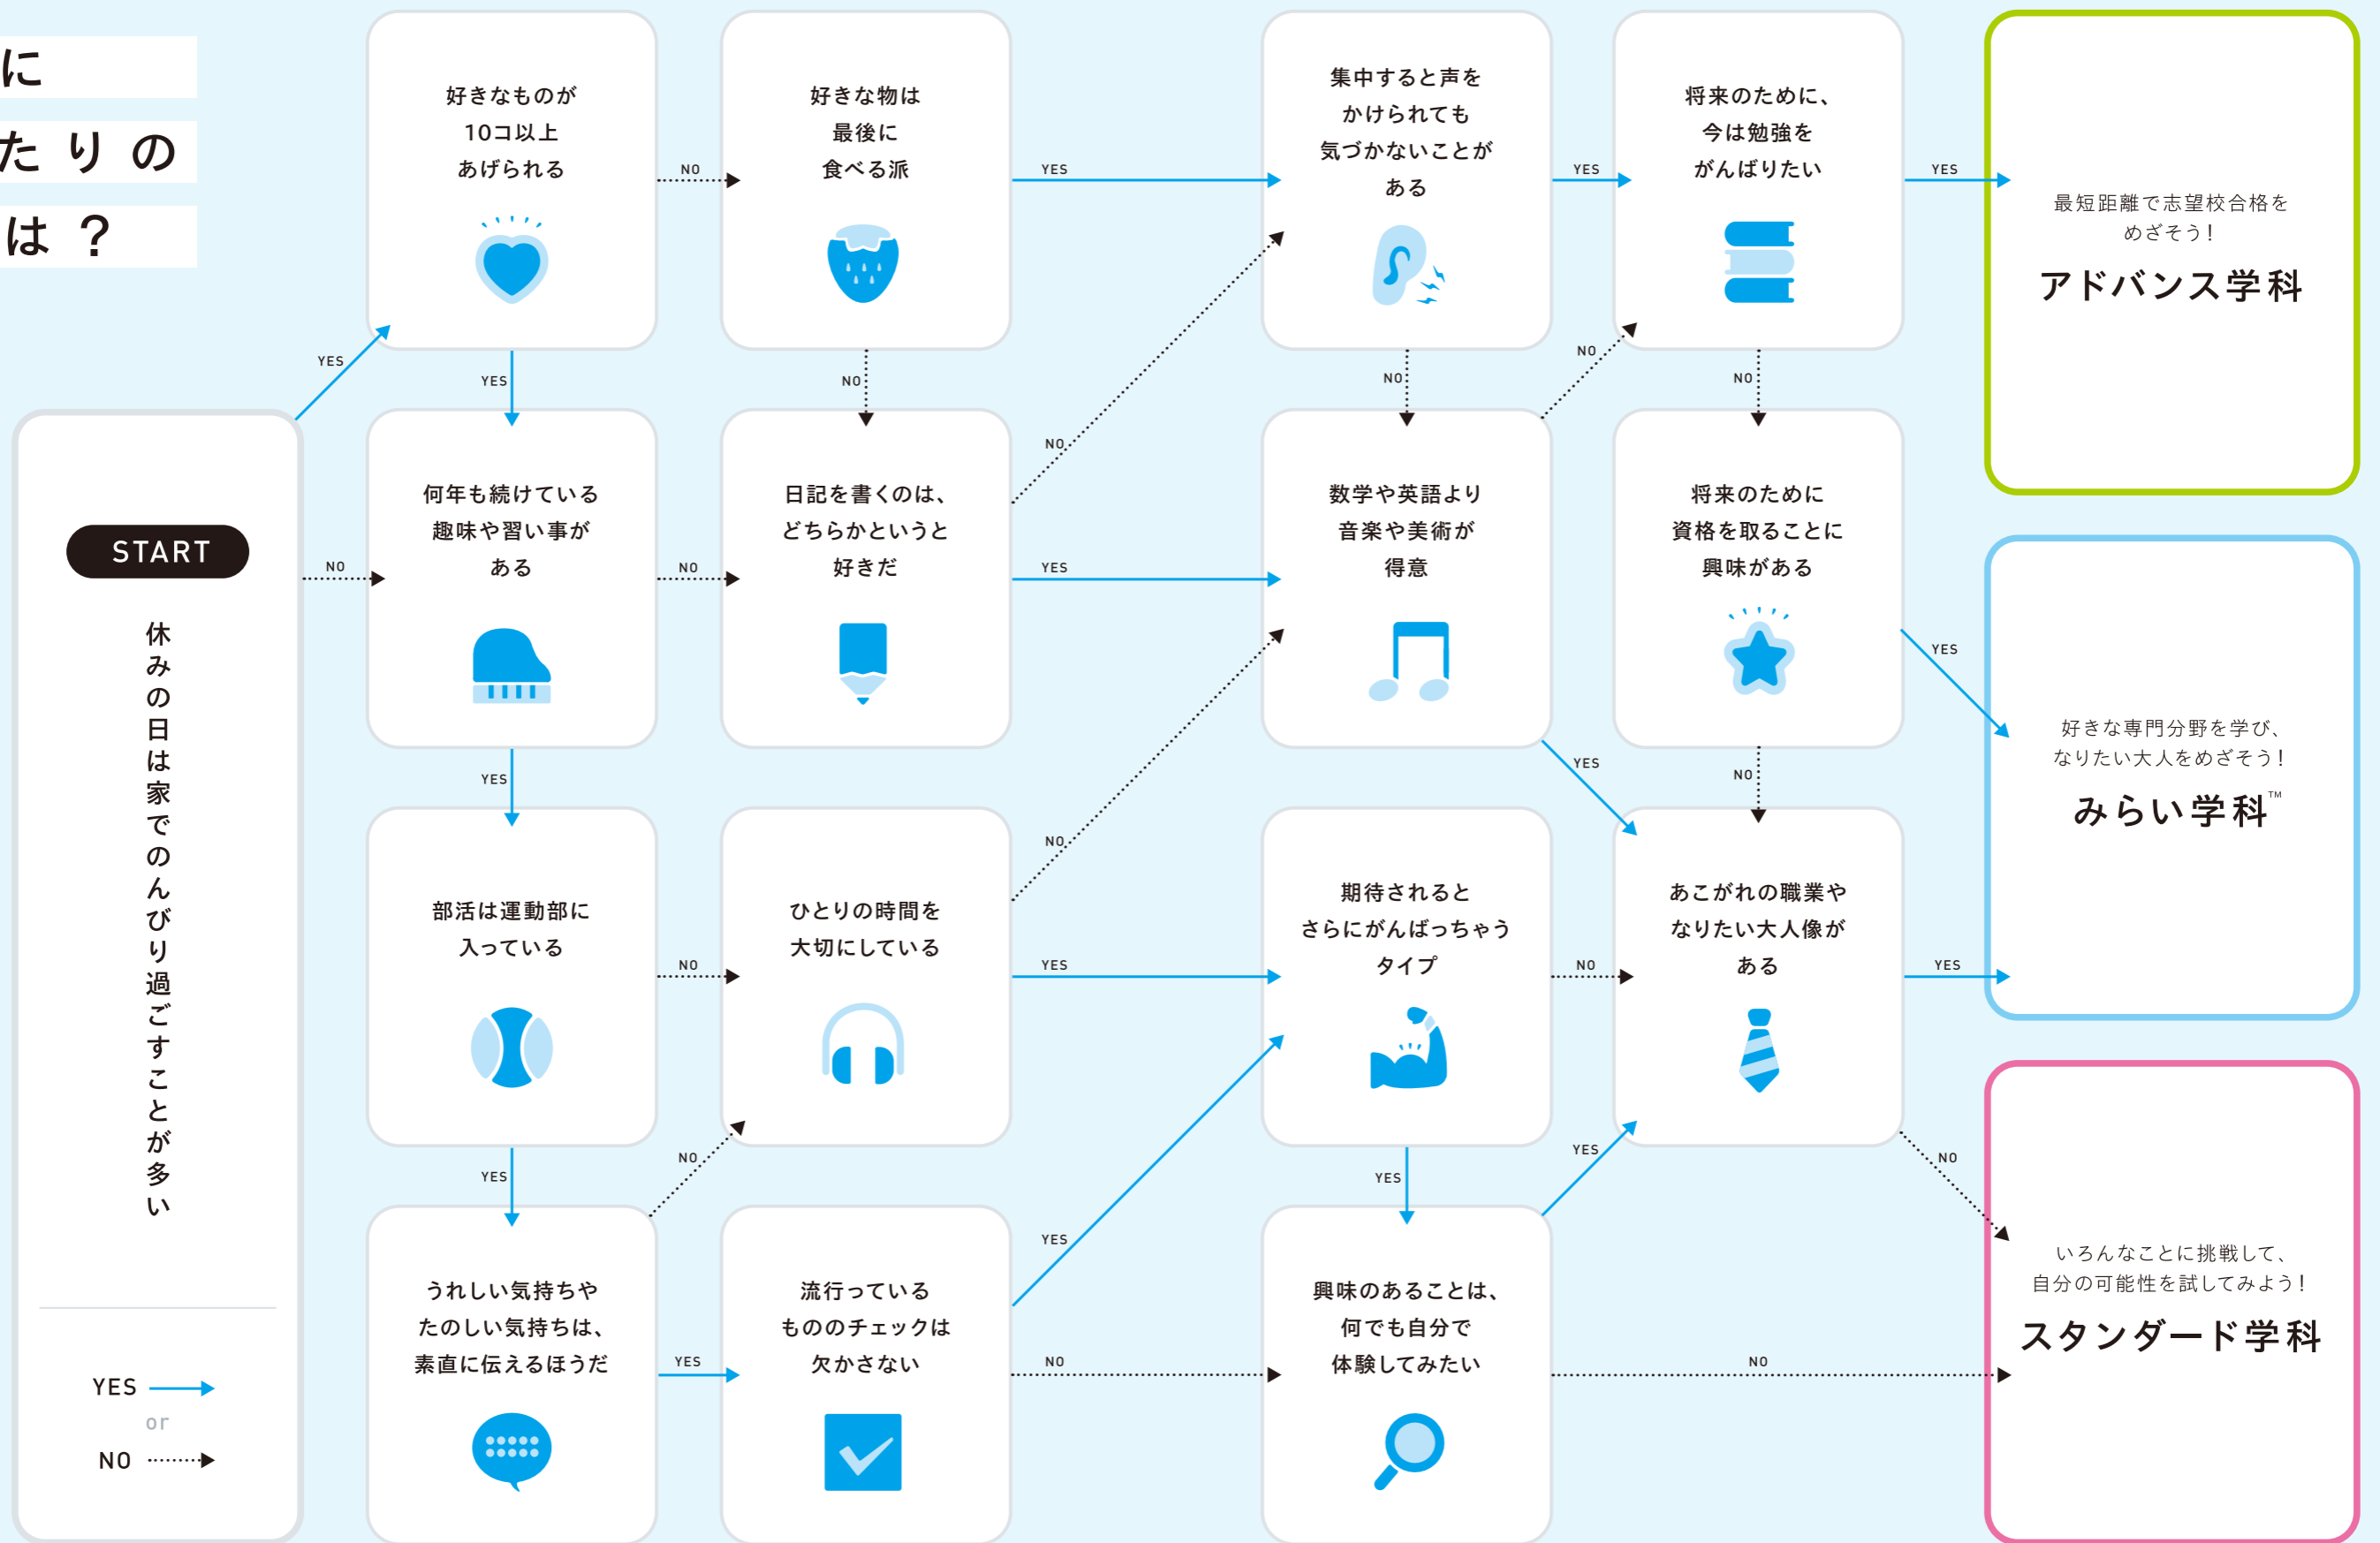 に
たりの
は？
START
休みの日は家でのんびり過ごすことが多い
YES
or
NO
YES
NO
好きなものが
10コ以上
あげられる
NO
YES
好きな物は
最後に
食べる派
YES
NO
集中すると声を
かけられても
気づかないことが
ある
YES
NO
将来のために、
今は勉強を
がんばりたい
YES
NO
最短距離で志望校合格を
めざそう！
アドバンス学科
何年も続けている
趣味や習い事が
ある
NO
YES
日記を書くのは、
どちらかというと
好きだ
NO
YES
数学や英語より
音楽や美術が
得意
NO
YES
将来のために
資格を取ることに
興味がある
YES
NO
好きな専門分野を学び、
なりたい大人をめざそう！
みらい学科™
部活は運動部に
入っている
NO
YES
ひとりの時間を
大切にしている
NO
YES
期待されると
さらにがんばっちゃう
タイプ
NO
YES
あこがれの職業や
なりたい大人像が
ある
YES
NO
うれしい気持ちや
たのしい気持ちは、
素直に伝えるほうだ
NO
YES
流行っている
もののチェックは
欠かさない
YES
NO
興味のあることは、
何でも自分で
体験してみたい
YES
NO
いろんなことに挑戦して、
自分の可能性を試してみよう！
スタンダード学科